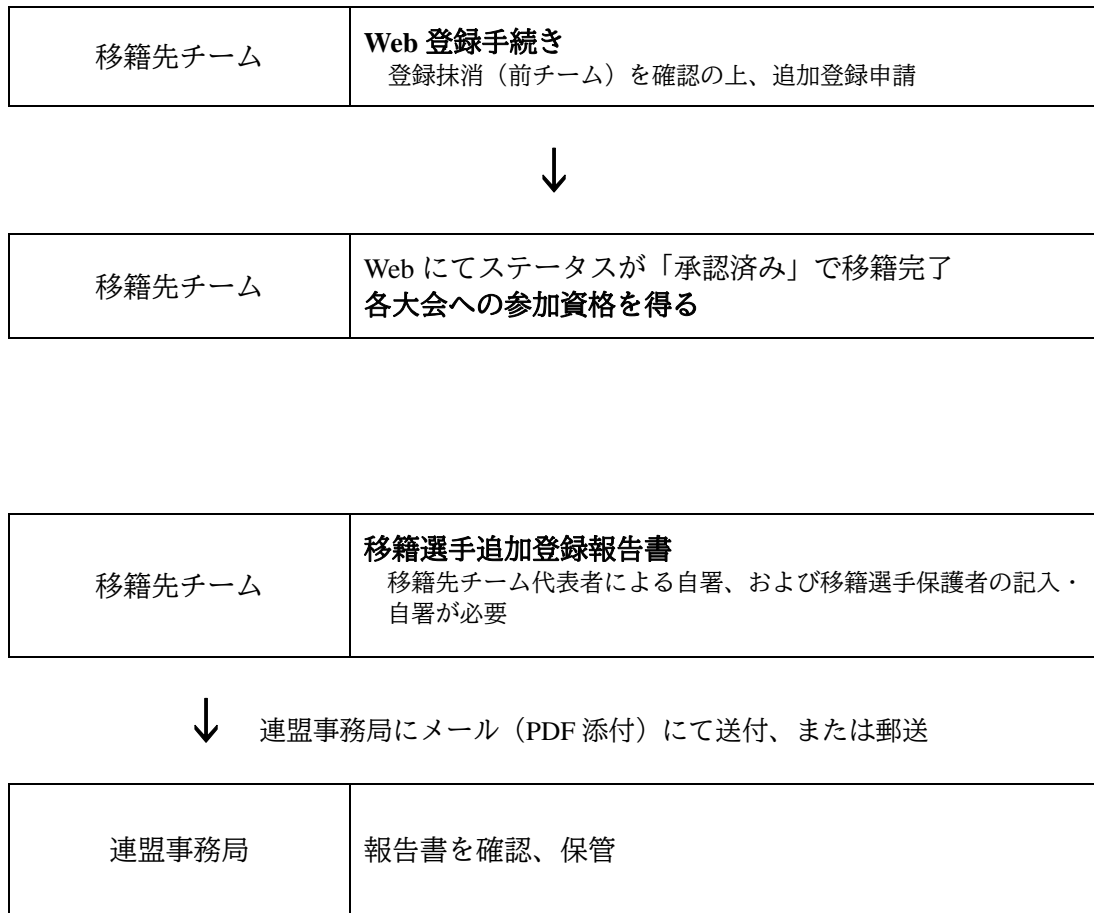 移籍先チーム
Web 登録手続き
登録抹消（前チーム）を確認の上、追加登録申請
↓
移籍先チーム
Web にてステータスが「承認済み」で移籍完了
各大会への参加資格を得る
移籍先チーム
移籍選手追加登録報告書
移籍先チーム代表者による自署、および移籍選手保護者の記入・
自署が必要
↓ 連盟事務局にメール（PDF 添付）にて送付、または郵送
連盟事務局
報告書を確認、保管